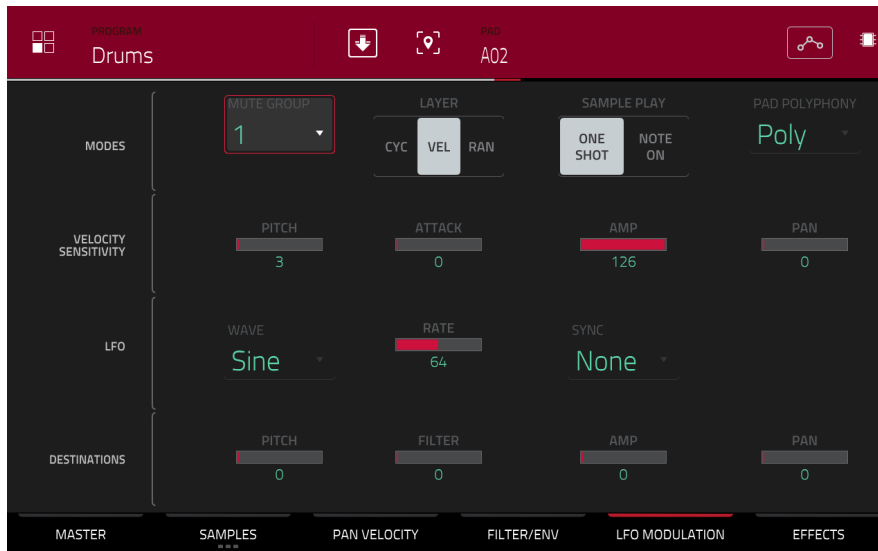 PROGRAM
Drums
PAD
A02
MODES
MUTE GROUP
1
LAYER
CYC VEL RAN
SAMPLE PLAY
ONE SHOT
NOTE ON
PAD POLYPHONY
Poly
VELOCITY
SENSITIVITY
PITCH
3
ATTACK
0
AMP
126
PAN
0
LFO
WAVE
Sine
RATE
64
SYNC
None
DESTINATIONS
PITCH
0
FILTER
0
AMP
0
PAN
0
MASTER SAMPLES PAN VELOCITY FILTER/ENV LFO MODULATION EFFECTS